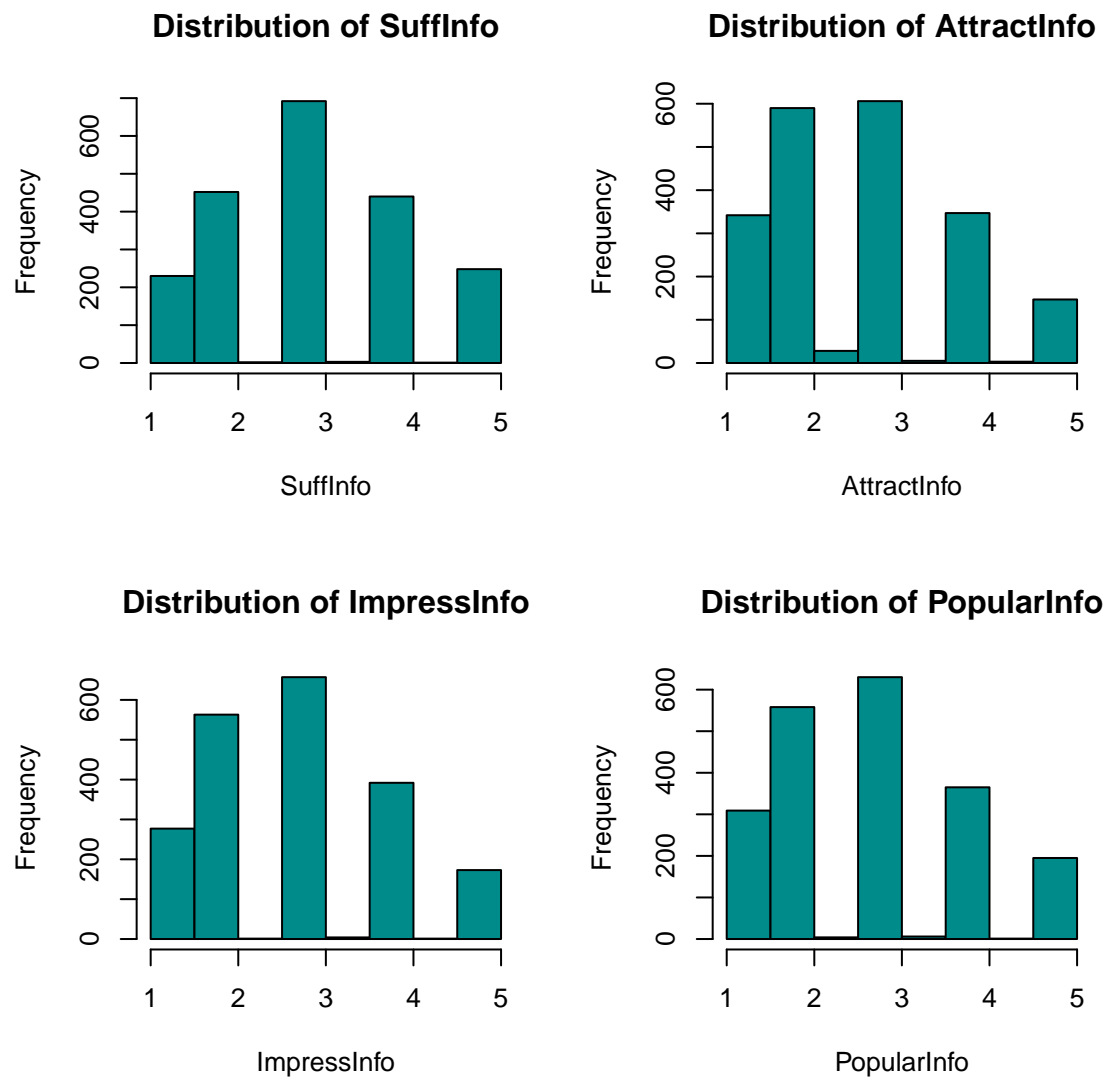 Distribution of SuffInfo
Frequency
0
200
400
600
1 2 3 4 5
SuffInfo
Distribution of AttractInfo
Frequency
0
200
400
600
1 2 3 4 5
AttractInfo
Distribution of ImpressInfo
Frequency
0
200
400
600
1 2 3 4 5
ImpressInfo
Distribution of PopularInfo
Frequency
0
200
400
600
1 2 3 4 5
PopularInfo